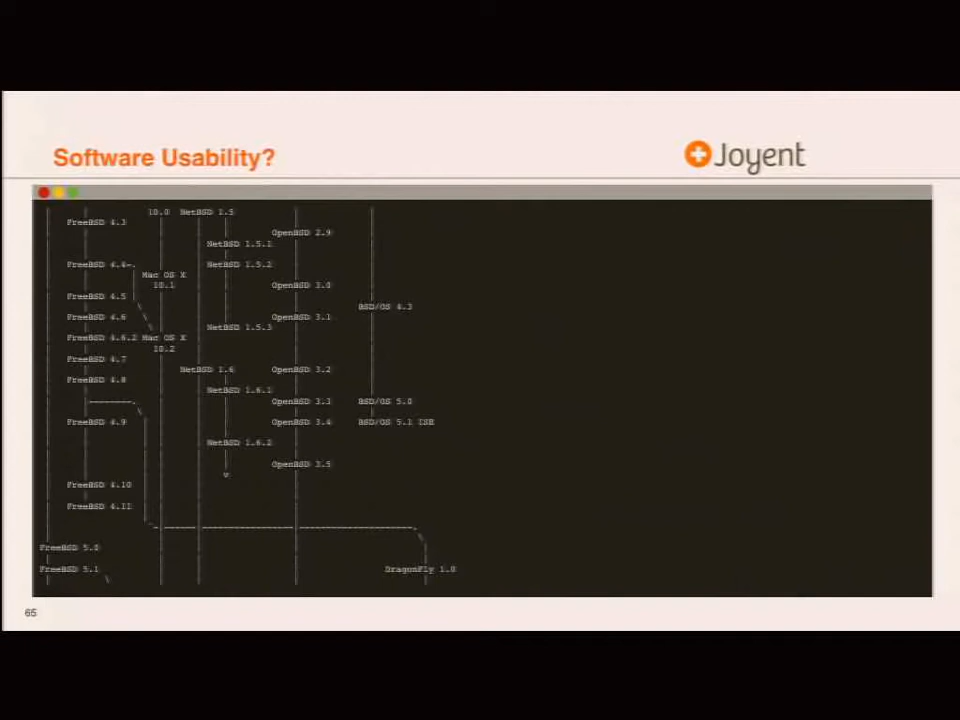 Software Usability?
Joyent
10.0 NetBSD 1.5
FreeBSD 4.3
OpenBSD 2.9
NetBSD 1.5.1
FreeBSD 4.4 NetBSD 1.5.2
Mac OS X
10.1 OpenBSD 3.0
FreeBSD 4.5
BSD/OS 4.3
FreeBSD 4.6 OpenBSD 3.1
NetBSD 1.5.3
FreeBSD 4.6.2 Mac OS X
10.2
FreeBSD 4.7
NetBSD 1.6 OpenBSD 3.2
FreeBSD 4.8
NetBSD 1.6.1
OpenBSD 3.3 BSD/OS 5.0
FreeBSD 4.9 OpenBSD 3.4 BSD/OS 5.1 ISE
NetBSD 1.6.2
OpenBSD 3.5
v
FreeBSD 4.10
FreeBSD 4.11
FreeBSD 5.0
FreeBSD 5.1 DragonFly 1.0
65